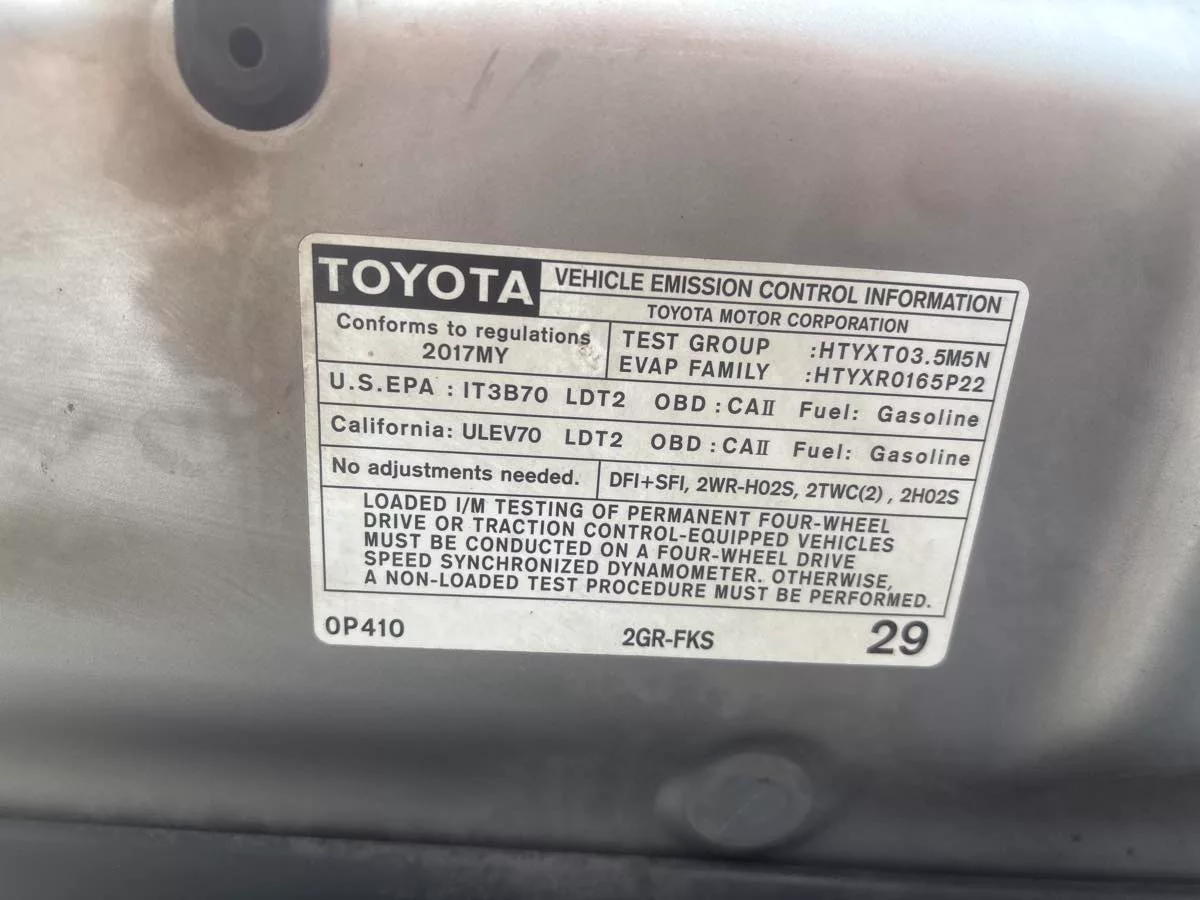 TOYOTA VEHICLE EMISSION CONTROL INFORMATION
TOYOTA MOTOR CORPORATION
Conforms to regulations
2017MY
TEST GROUP :HTYXT03.5M5N
EVAP FAMILY :HTYXR0165P22
U.S.EPA : IT3B70 LDT2 OBD : CAII Fuel: Gasoline
California: ULEV70 LDT2 OBD : CAII Fuel: Gasoline
No adjustments needed. DFI+SFI, 2WR-HO2S, 2TWC(2) , 2HO2S
LOADED I/M TESTING OF PERMANENT FOUR-WHEEL
DRIVE OR TRACTION CONTROL-EQUIPPED VEHICLES
MUST BE CONDUCTED ON A FOUR-WHEEL DRIVE
SPEED SYNCHRONIZED DYNAMOMETER. OTHERWISE,
A NON-LOADED TEST PROCEDURE MUST BE PERFORMED.
0P410 2GR-FKS 29